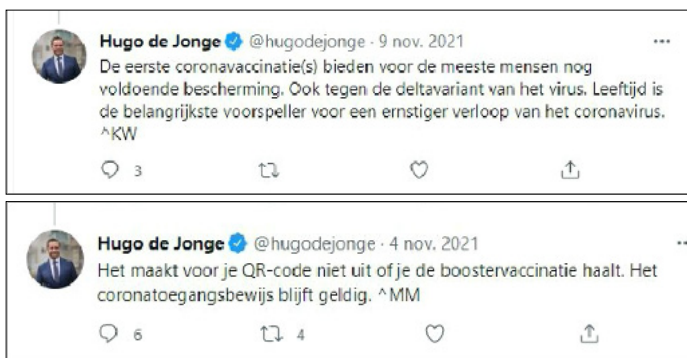 Hugo de Jonge @hugodejonge · 9 nov. 2021 ...
De eerste coronavaccinatie(s) bieden voor de meeste mensen nog
voldoende bescherming. Ook tegen de deltavariant van het virus. Leeftijd is
de belangrijkste voorspeller voor een ernstiger verloop van het coronavirus.
^KW
3
Hugo de Jonge @hugodejonge · 4 nov. 2021 ..
Het maakt voor je QR-code niet uit of je de boostervaccinatie haalt. Het
coronatoegangsbewijs blijft geldig. ^MM
6 4